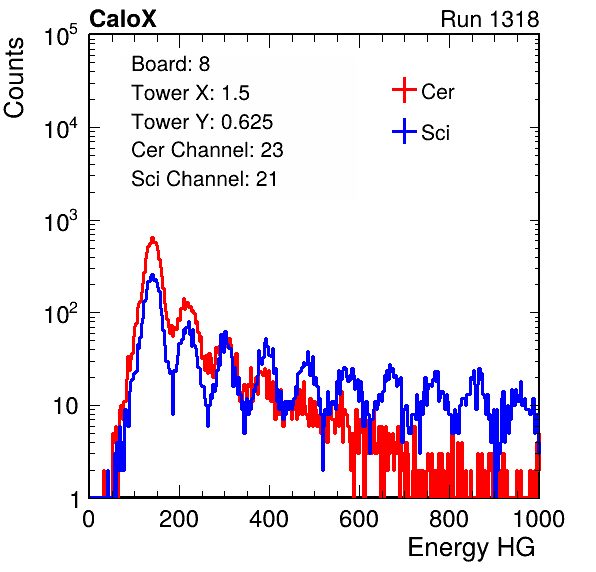 CaloX Run 1318
Counts
10^5
10^4
10^3
10^2
10
1
Board: 8
Tower X: 1.5
Tower Y: 0.625
Cer Channel: 23
Sci Channel: 21
Cer
Sci
0 200 400 600 800 1000
Energy HG